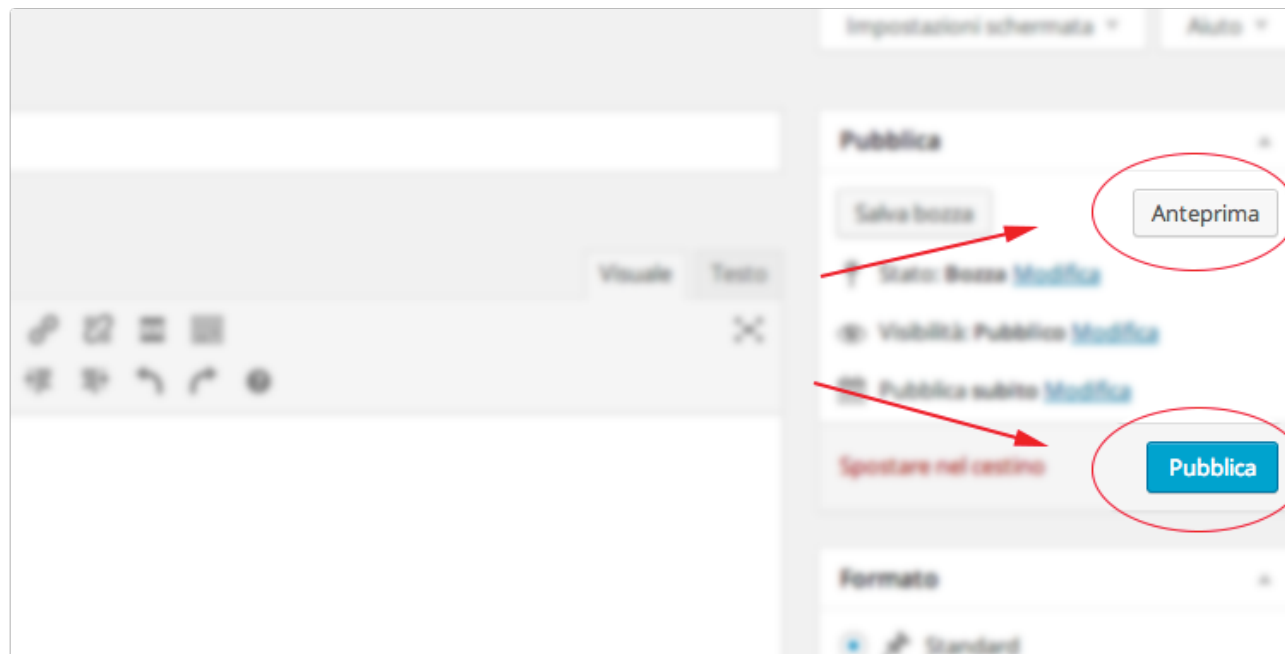 Impostazioni schermata
Aiuto
Pubblica
Salva bozza
Anteprima
Visuale Testo
Stato: Bozza Modifica
Visibilità: Pubblico Modifica
Pubblica subito Modifica
Spostare nel cestino
Pubblica
Formato
Standard